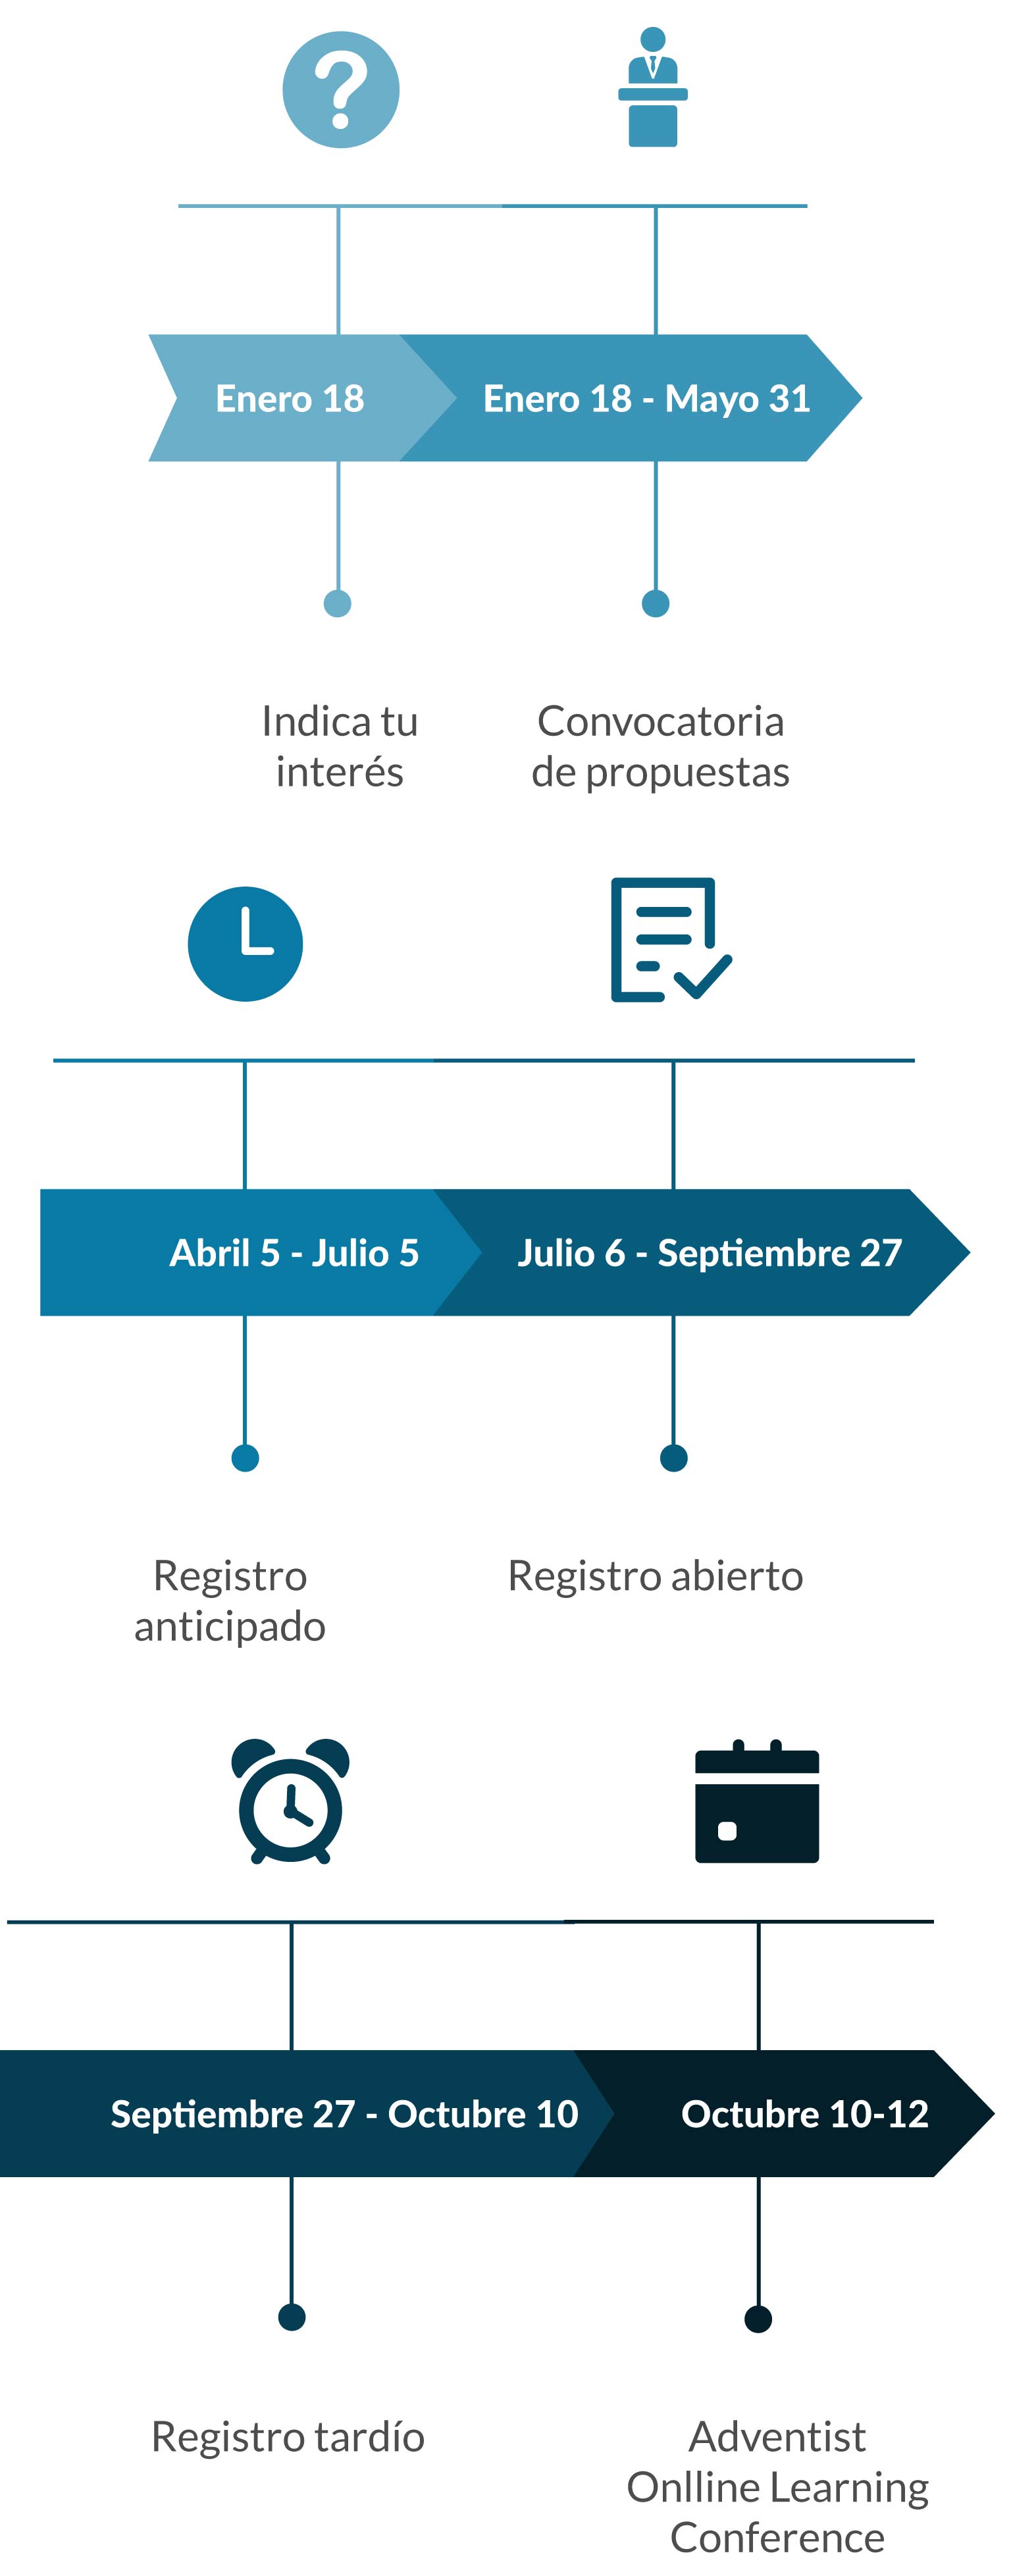 Enero 18
Enero 18 - Mayo 31
Indica tu
interés
Convocatoria
de propuestas
Abril 5 - Julio 5
Julio 6 - Septiembre 27
Registro
anticipado
Registro abierto
Septiembre 27 - Octubre 10
Octubre 10-12
Registro tardío
Adventist
Onlline Learning
Conference